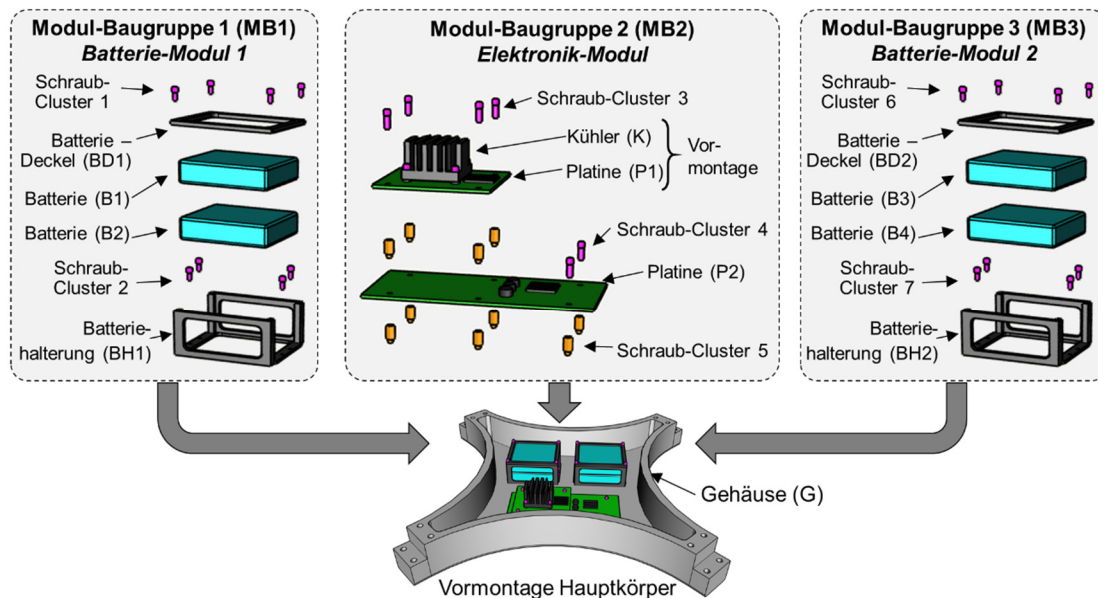 Modul-Baugruppe 1 (MB1)
Batterie-Modul 1
Schraub-
Cluster 1
Batterie –
Deckel (BD1)
Batterie (B1)
Batterie (B2)
Schraub-
Cluster 2
Batterie-
halterung (BH1)
Modul-Baugruppe 2 (MB2)
Elektronik-Modul
Schraub-Cluster 3
Kühler (K)
Platine (P1)
Vor-
montage
Schraub-Cluster 4
Platine (P2)
Schraub-Cluster 5
Modul-Baugruppe 3 (MB3)
Batterie-Modul 2
Schraub-
Cluster 6
Batterie –
Deckel (BD2)
Batterie (B3)
Batterie (B4)
Schraub-
Cluster 7
Batterie-
halterung (BH2)
Gehäuse (G)
Vormontage Hauptkörper